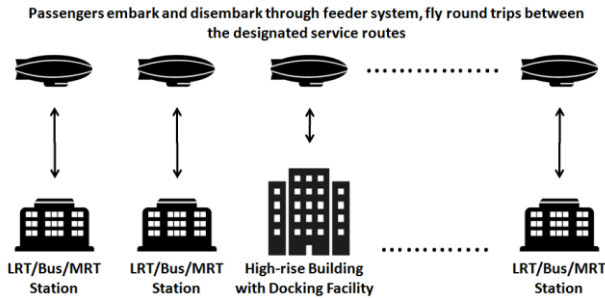 Passengers embark and disembark through feeder system, fly round trips between
the designated service routes
LRT/Bus/MRT
Station
LRT/Bus/MRT
Station
High-rise Building
with Docking Facility
LRT/Bus/MRT
Station